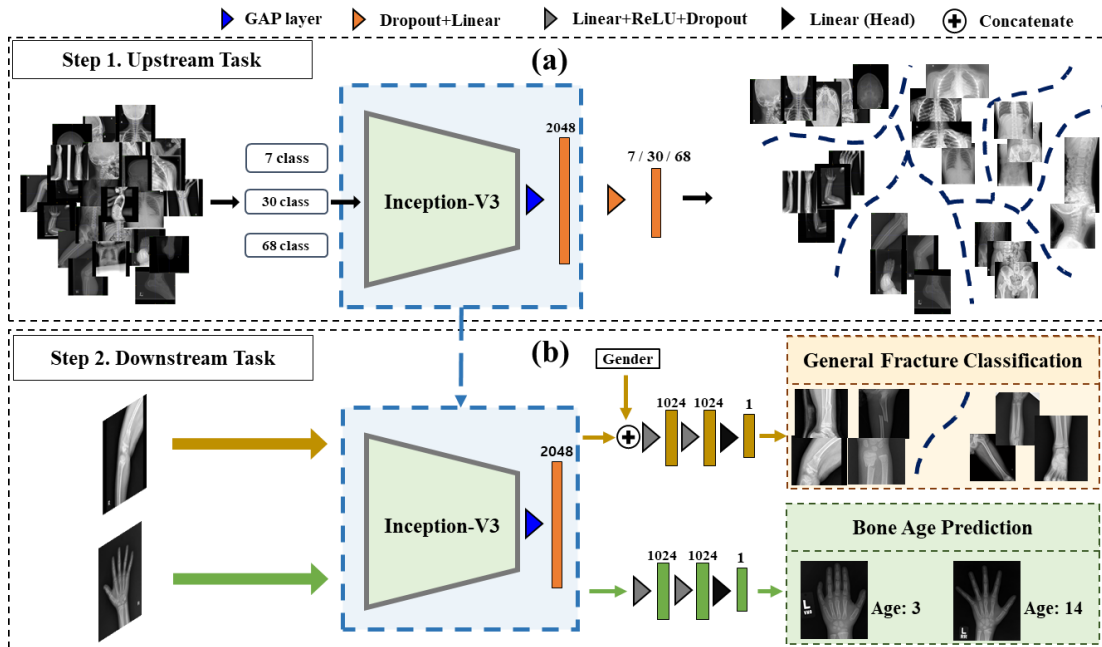 GAP layer
Dropout+Linear
Linear+ReLU+Dropout
Linear (Head)
Concatenate
Step 1. Upstream Task
(a)
7 class
30 class
68 class
Inception-V3
2048
7 / 30 / 68
Step 2. Downstream Task
(b)
Gender
1024
1024
1
General Fracture Classification
2048
Inception-V3
1024
1024
1
Bone Age Prediction
L
Age: 3
L
Age: 14